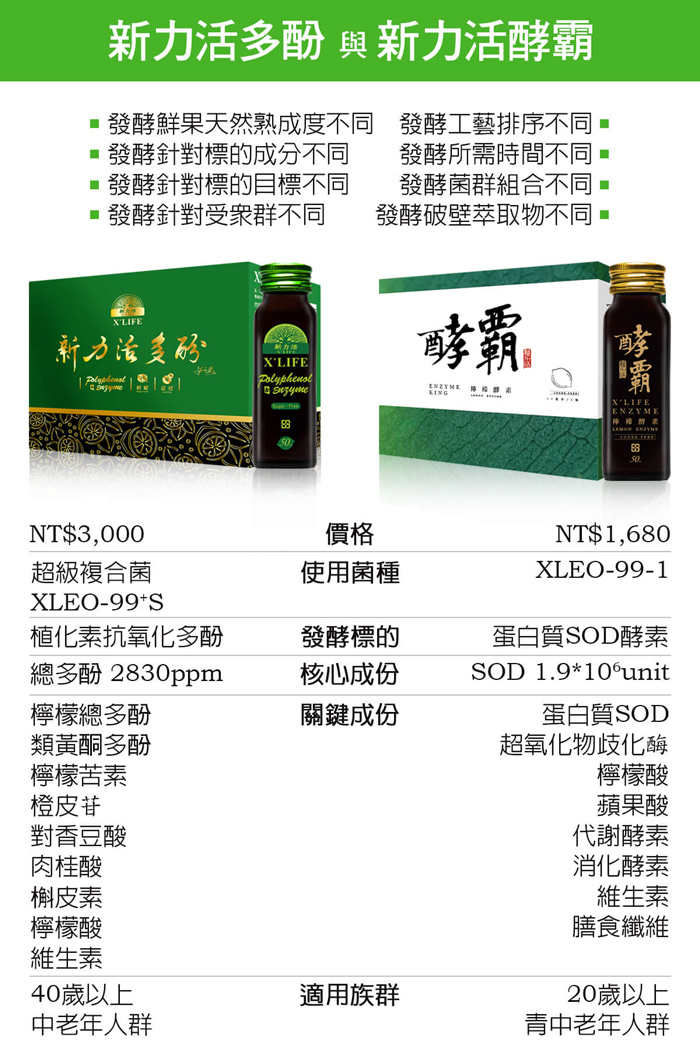 新力活多酚 與 新力活酵霸
■ 發酵鮮果天然熟成度不同 發酵工藝排序不同 ■
■ 發酵針對標的成分不同 發酵所需時間不同 ■
■ 發酵針對標的目標不同 發酵菌群組合不同 ■
■ 發酵針對受衆群不同 發酵破壁萃取物不同 ■
新力活
X'LIFE
新力活多酚
Polyphenol
Enzyme
新力活
X'LIFE
Polyphenol
Enzyme
Sugar-Free
50
酵霸
ENZYME
KING
檸檬酵素
LEMON ENZYME
酵霸
X'LIFE
ENZYME
檸檬酵素
LEMON ENZYME
50
NT$3,000 價格 NT$1,680
超級複合菌 使用菌種 XLEO-99-1
XLEO-99⁺S
植化素抗氧化多酚 發酵標的 蛋白質SOD酵素
總多酚 2830ppm 核心成份 SOD 1.9*10⁶unit
檸檬總多酚 關鍵成份 蛋白質SOD
類黃酮多酚 超氧化物歧化酶
檸檬苦素 檸檬酸
橙皮苷 蘋果酸
對香豆酸 代謝酵素
肉桂酸 消化酵素
槲皮素 維生素
檸檬酸 膳食纖維
維生素
40歲以上 適用族群 20歲以上
中老年人群 青中老年人群